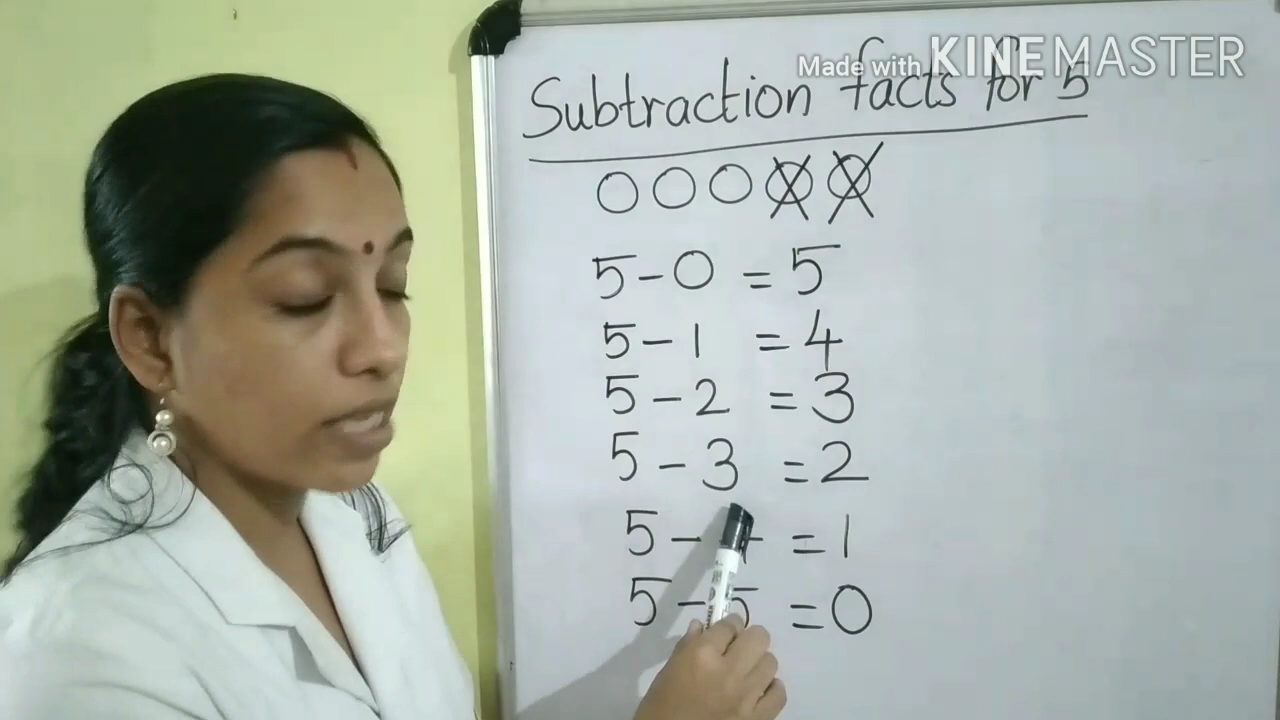 Made with KINEMASTER
Subtraction facts for 5
5 - 0 = 5
5 - 1 = 4
5 - 2 = 3
5 - 3 = 2
5 - = 1
5 - 5 = 0